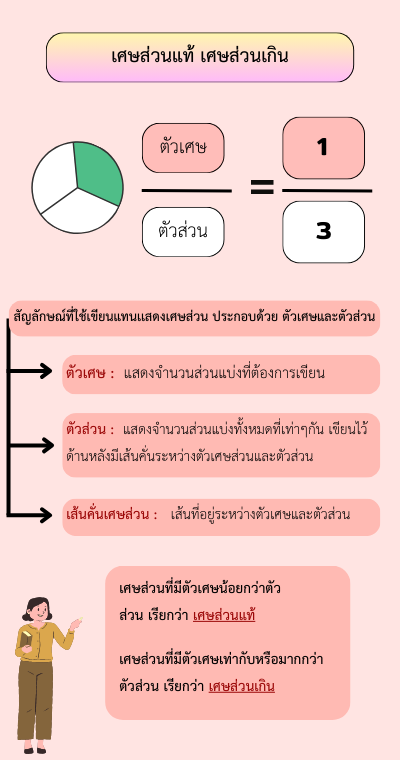 เศษส่วนแท้ เศษส่วนเกิน
ตัวเศษ
ตัวส่วน
=
1
3
สัญลักษณ์ที่ใช้เขียนแทนแสดงเศษส่วน ประกอบด้วย ตัวเศษและตัวส่วน
ตัวเศษ : แสดงจำนวนส่วนแบ่งที่ต้องการเขียน
ตัวส่วน : แสดงจำนวนส่วนแบ่งทั้งหมดที่เท่าๆกัน เขียนไว้
ด้านหลังมีเส้นคั่นระหว่างตัวเศษส่วนและตัวส่วน
เส้นคั่นเศษส่วน : เส้นที่อยู่ระหว่างตัวเศษและตัวส่วน
เศษส่วนที่มีตัวเศษน้อยกว่าตัว
ส่วน เรียกว่า เศษส่วนแท้
เศษส่วนที่มีตัวเศษเท่ากับหรือมากกว่า
ตัวส่วน เรียกว่า เศษส่วนเกิน